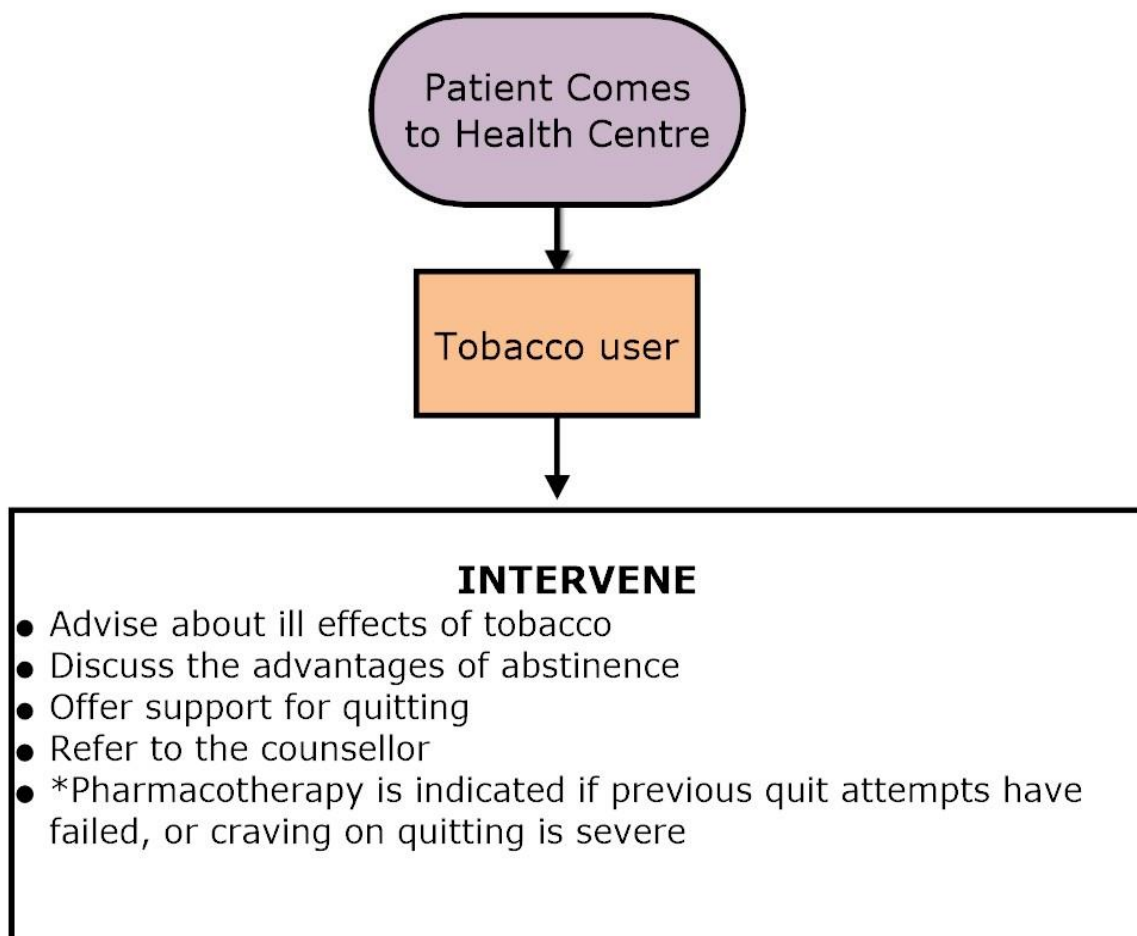 Patient Comes
to Health Centre
Tobacco user
INTERVENE
● Advise about ill effects of tobacco
● Discuss the advantages of abstinence
● Offer support for quitting
● Refer to the counsellor
● *Pharmacotherapy is indicated if previous quit attempts have
failed, or craving on quitting is severe